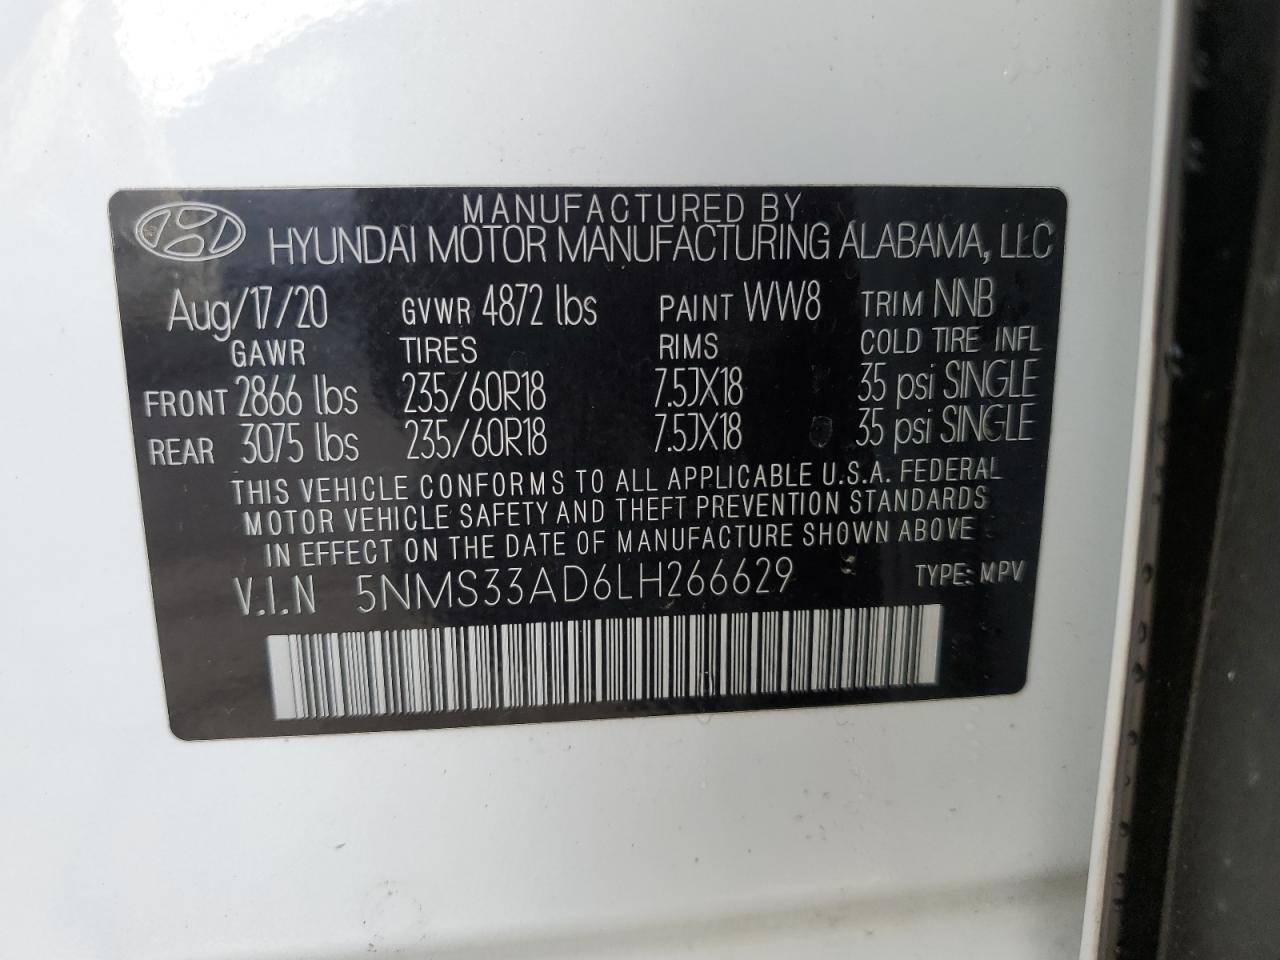 MANUFACTURED BY
HYUNDAI MOTOR MANUFACTURING ALABAMA, LLC
Aug/17/20 GVWR 4872 lbs PAINT WW8 TRIM NNB
GAWR TIRES RIMS COLD TIRE INFL
FRONT 2866 lbs 235/60R18 7.5JX18 35 psi SINGLE
REAR 3075 lbs 235/60R18 7.5JX18 35 psi SINGLE
THIS VEHICLE CONFORMS TO ALL APPLICABLE U.S.A. FEDERAL
MOTOR VEHICLE SAFETY AND THEFT PREVENTION STANDARDS
IN EFFECT ON THE DATE OF MANUFACTURE SHOWN ABOVE
V.I.N 5NMS33AD6LH266629 TYPE: MPV